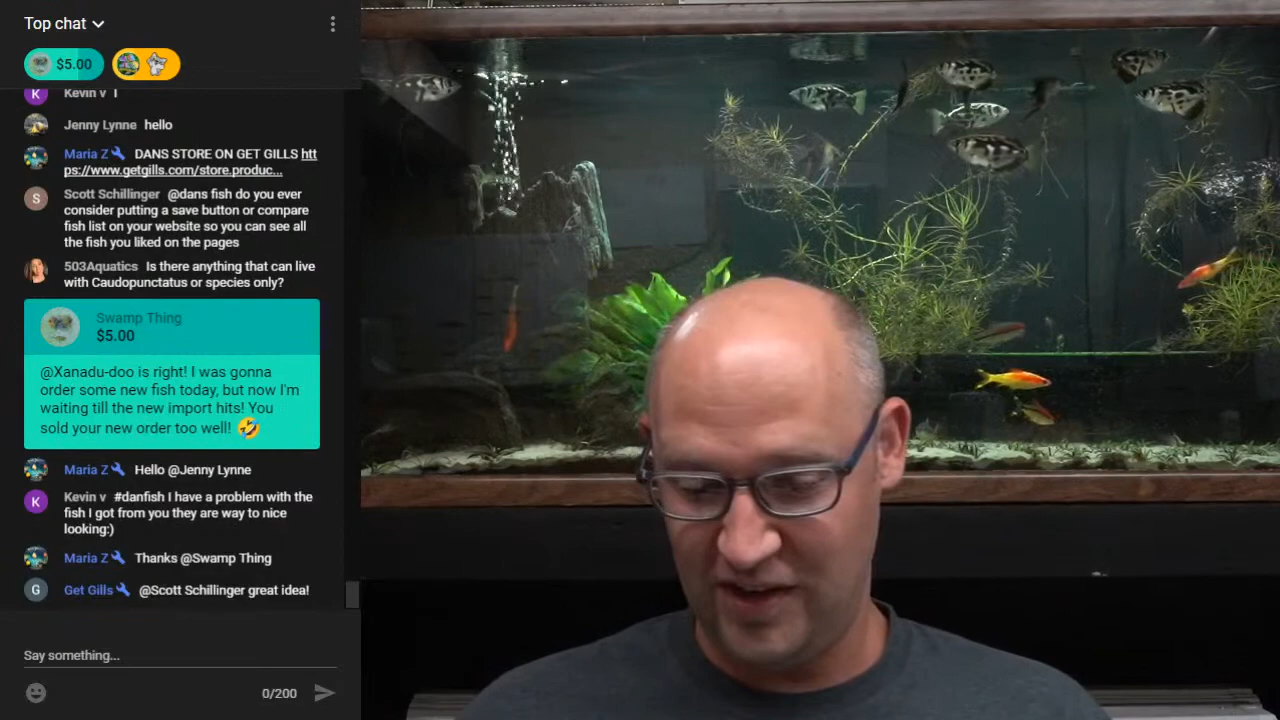 Top chat
$5.00
Kevin v
Jenny Lynne hello
Maria Z DANS STORE ON GET GILLS htt
ps://www.getgills.com/store.produc...
Scott Schillinger @dans fish do you ever
consider putting a save button or compare
fish list on your website so you can see all
the fish you liked on the pages
503Aquatics Is there anything that can live
with Caudopunctatus or species only?
Swamp Thing
$5.00
@Xanadu-doo is right! I was gonna
order some new fish today, but now I'm
waiting till the new import hits! You
sold your new order too well! 🤣
Maria Z Hello @Jenny Lynne
Kevin v #danfish I have a problem with the
fish I got from you they are way to nice
looking:)
Maria Z Thanks @Swamp Thing
Get Gills @Scott Schillinger great idea!
Say something...
0/200